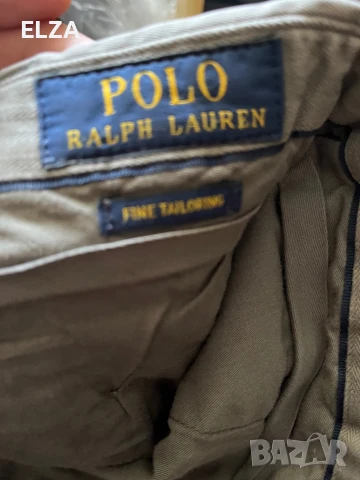 ELZA
POLO
RALPH LAUREN
FINE TAILORING
BAZAR